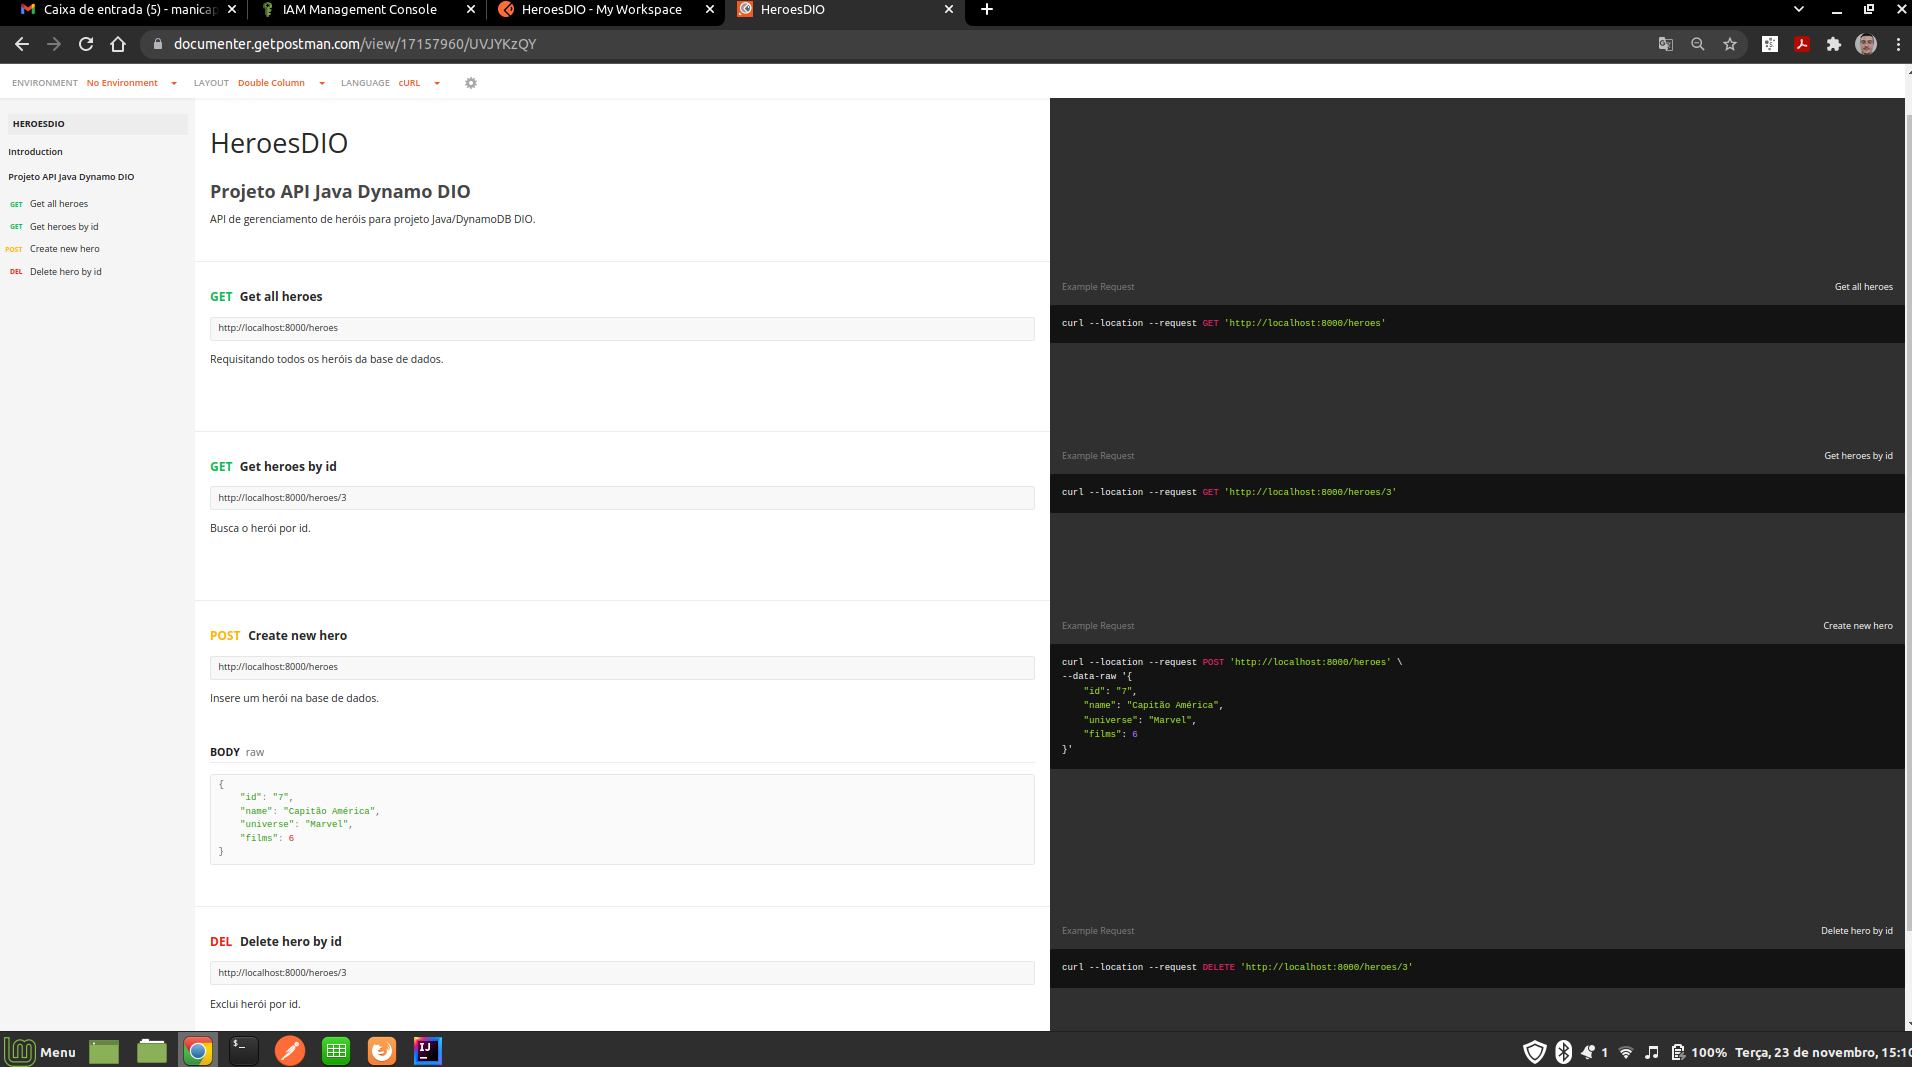 Caixa de entrada (5) - manicap
IAM Management Console
HeroesDIO - My Workspace
HeroesDIO
documenter.getpostman.com/view/17157960/UVJYKzQY
ENVIRONMENT No Environment LAYOUT Double Column LANGUAGE cURL
HEROESDIO
Introduction
Projeto API Java Dynamo DIO
GET Get all heroes
GET Get heroes by id
POST Create new hero
DEL Delete hero by id
HeroesDIO
Projeto API Java Dynamo DIO
API de gerenciamento de heróis para projeto Java/DynamoDB DIO.
GET Get all heroes
http://localhost:8000/heroes
Requisitando todos os heróis da base de dados.
Example Request Get all heroes
curl --location --request GET 'http://localhost:8000/heroes'
GET Get heroes by id
http://localhost:8000/heroes/3
Busca o herói por id.
Example Request Get heroes by id
curl --location --request GET 'http://localhost:8000/heroes/3'
POST Create new hero
http://localhost:8000/heroes
Insere um herói na base de dados.
BODY raw
{
"id": "7",
"name": "Capitão América",
"universe": "Marvel",
"films": 6
}
Example Request Create new hero
curl --location --request POST 'http://localhost:8000/heroes' \
--data-raw '{
"id": "7",
"name": "Capitão América",
"universe": "Marvel",
"films": 6
}'
DEL Delete hero by id
http://localhost:8000/heroes/3
Exclui herói por id.
Example Request Delete hero by id
curl --location --request DELETE 'http://localhost:8000/heroes/3'
Menu
$_
IJ
1
100%
Terça, 23 de novembro, 15:10